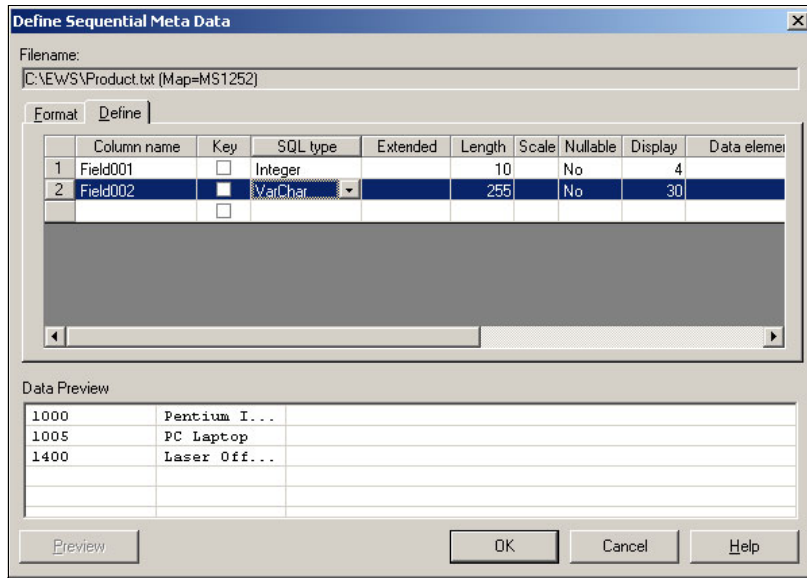 Define Sequential Meta Data
Filename:
C:\EWS\Product.txt (Map=MS1252)
Format Define
Column name Key SQL type Extended Length Scale Nullable Display Data elemer
1 Field001 Integer 10 No 4
2 Field002 VarChar 255 No 30
Data Preview
1000 Pentium I...
1005 PC Laptop
1400 Laser Off...
Preview OK Cancel Help